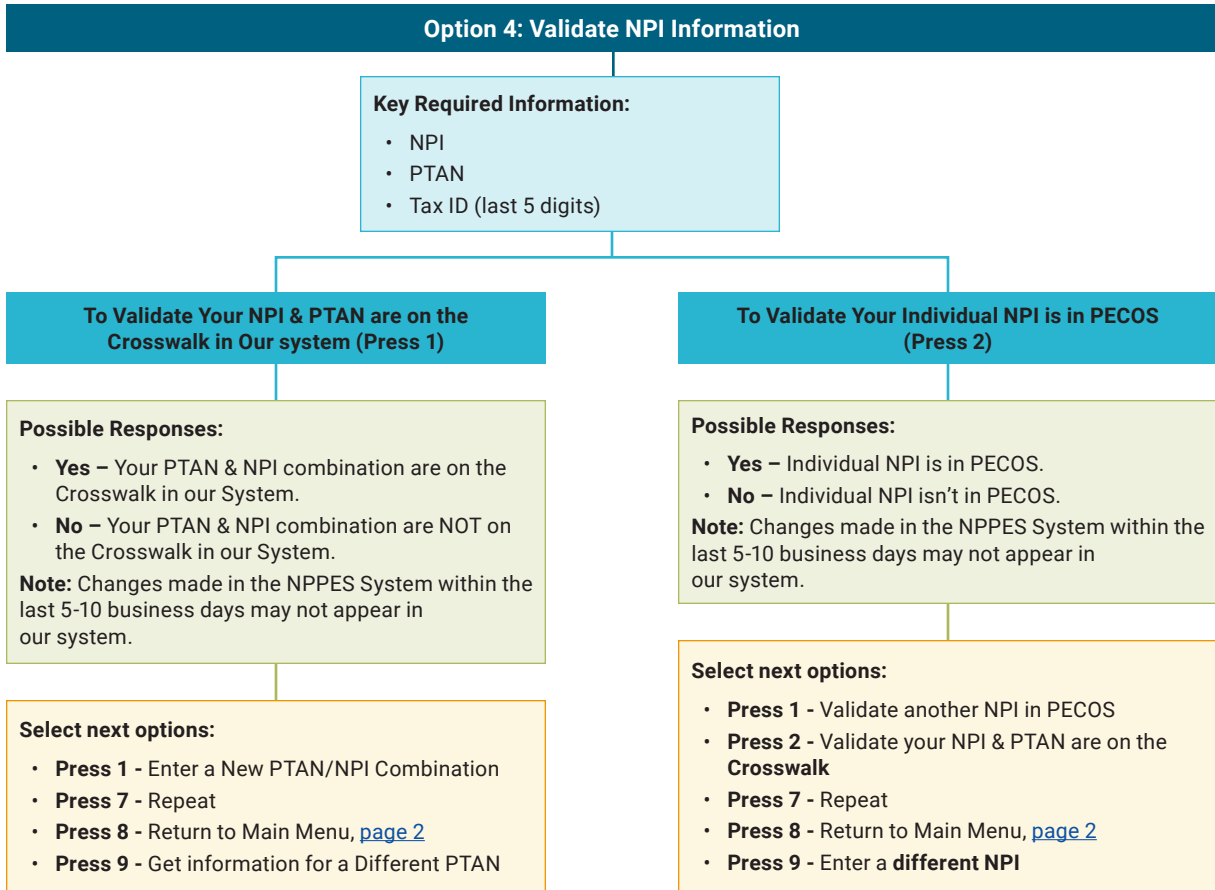 Option 4: Validate NPI Information
Key Required Information:
• NPI
• PTAN
• Tax ID (last 5 digits)
To Validate Your NPI & PTAN are on the
Crosswalk in Our system (Press 1)
Possible Responses:
• Yes – Your PTAN & NPI combination are on the
Crosswalk in our System.
• No – Your PTAN & NPI combination are NOT on
the Crosswalk in our System.
Note: Changes made in the NPPES System within the
last 5-10 business days may not appear in
our system.
Select next options:
• Press 1 - Enter a New PTAN/NPI Combination
• Press 7 - Repeat
• Press 8 - Return to Main Menu, page 2
• Press 9 - Get information for a Different PTAN
To Validate Your Individual NPI is in PECOS
(Press 2)
Possible Responses:
• Yes – Individual NPI is in PECOS.
• No – Individual NPI isn't in PECOS.
Note: Changes made in the NPPES System within the
last 5-10 business days may not appear in
our system.
Select next options:
• Press 1 - Validate another NPI in PECOS
• Press 2 - Validate your NPI & PTAN are on the
Crosswalk
• Press 7 - Repeat
• Press 8 - Return to Main Menu, page 2
• Press 9 - Enter a different NPI